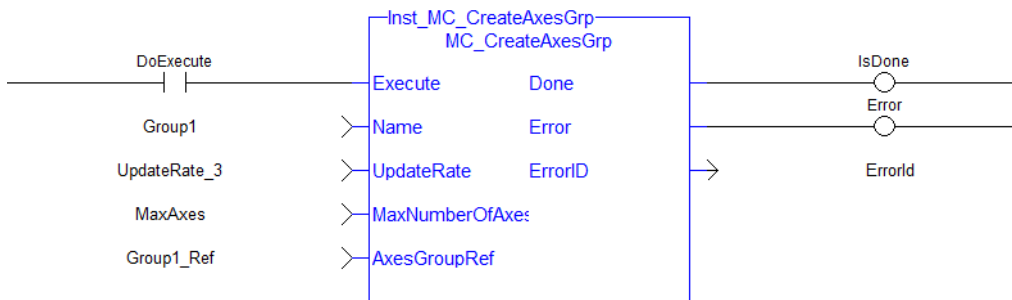 Inst_MC_CreateAxesGrp
MC_CreateAxesGrp
DoExecute
Execute Done
IsDone
Group1
Name Error
Error
UpdateRate_3
UpdateRate ErrorID
ErrorId
MaxAxes
MaxNumberOfAxes
Group1_Ref
AxesGroupRef